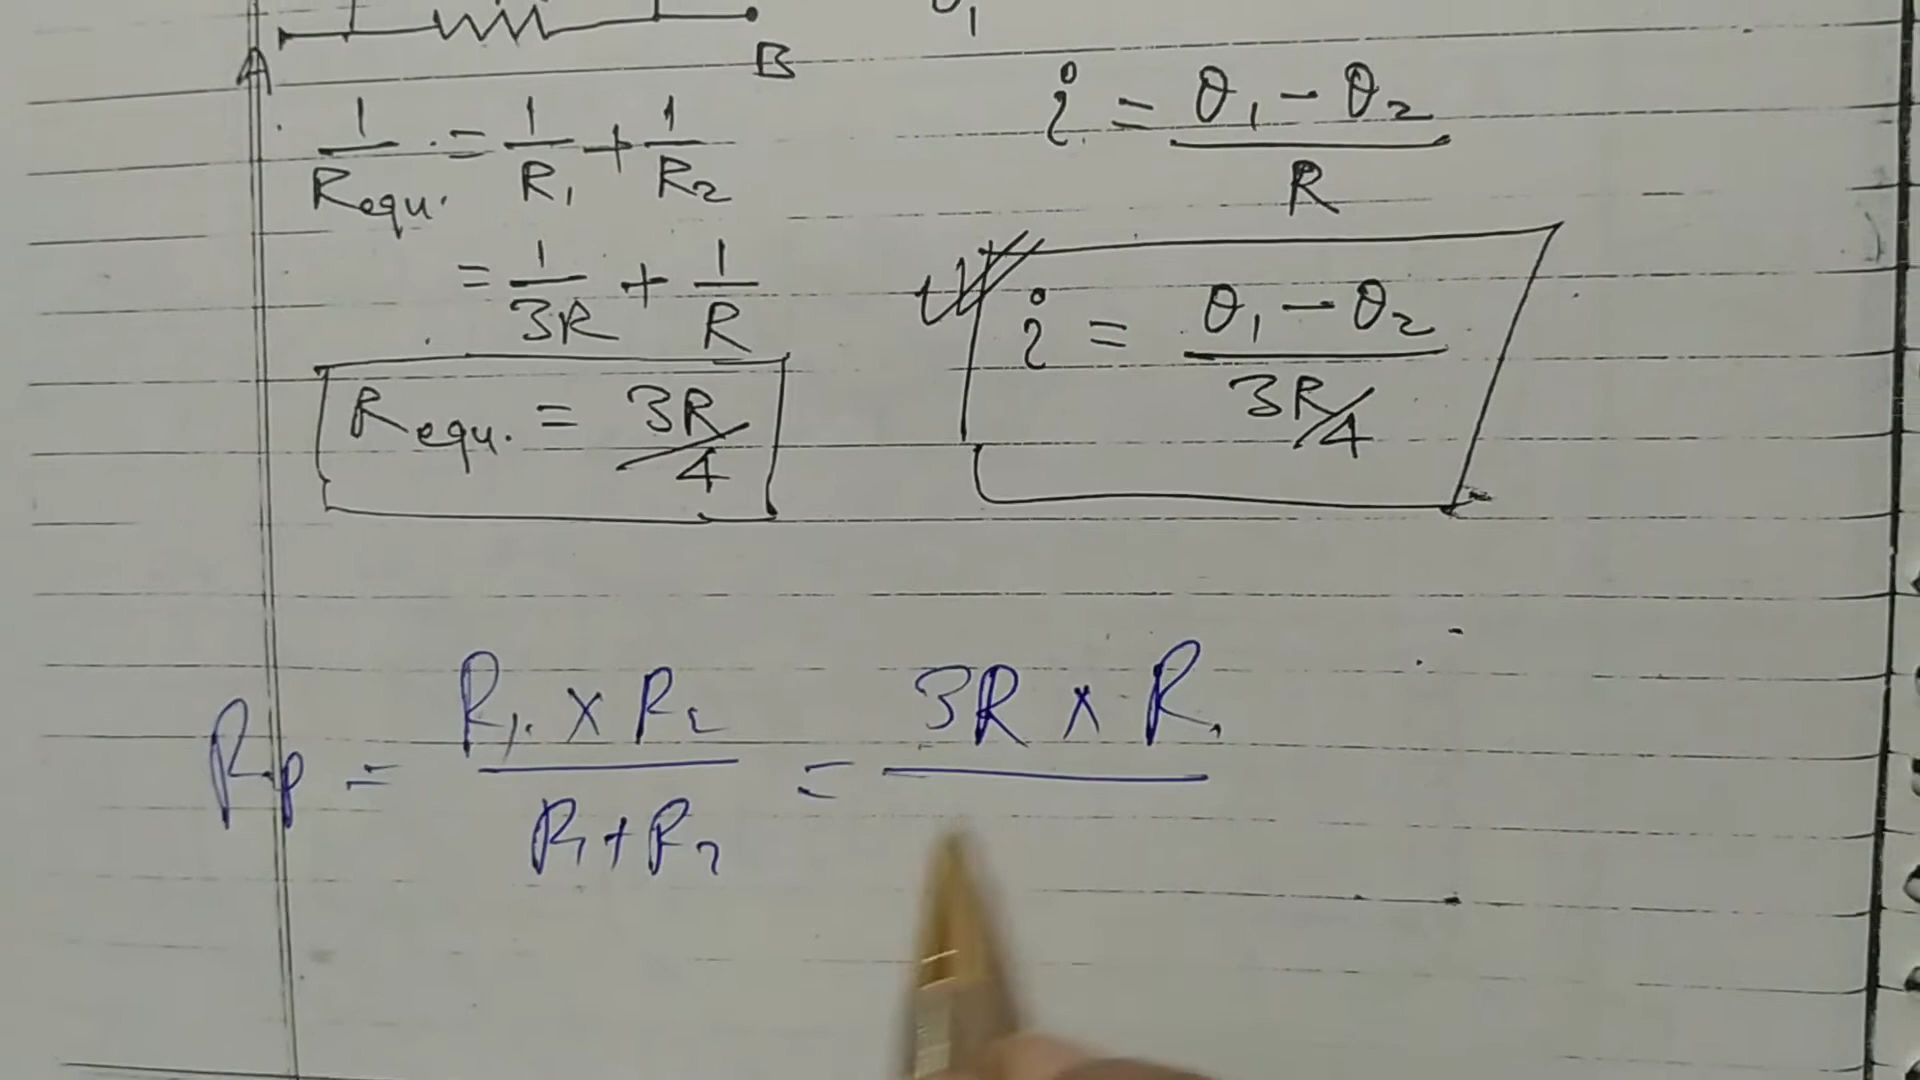 B
A
θ₁
1/Requ. = 1/R₁ + 1/R₂
= 1/3R + 1/R
Requ. = 3R/4
i = θ₁ - θ₂/R
i = θ₁ - θ₂/3R/4
Rp = R₁ × R₂/R₁+R₂ = 3R × R